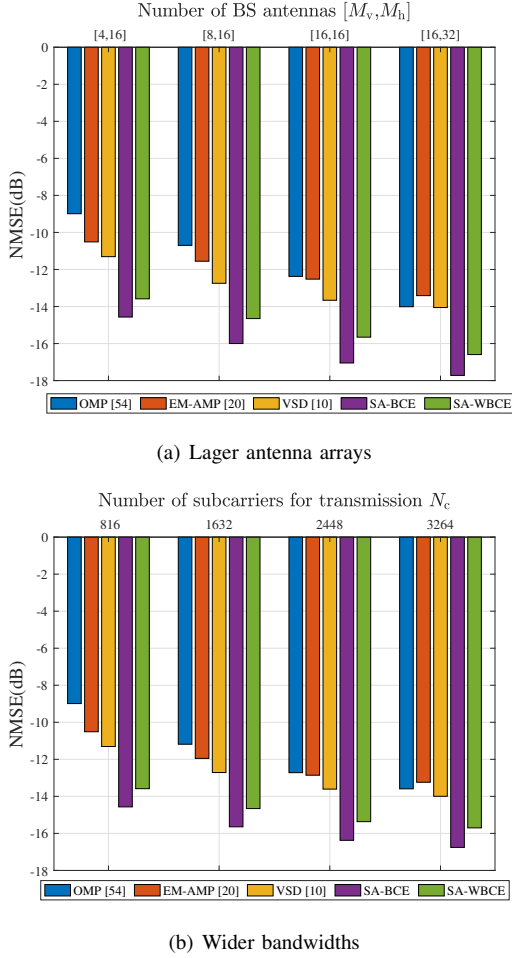 Number of BS antennas [Mv,Mh]
[4,16] [8,16] [16,16] [16,32]
0
-2
-4
-6
-8
-10
-12
-14
-16
-18
NMSE(dB)
OMP [54] EM-AMP [20] VSD [10] SA-BCE SA-WBCE
(a) Lager antenna arrays
Number of subcarriers for transmission Nc
816 1632 2448 3264
0
-2
-4
-6
-8
-10
-12
-14
-16
-18
NMSE(dB)
OMP [54] EM-AMP [20] VSD [10] SA-BCE SA-WBCE
(b) Wider bandwidths